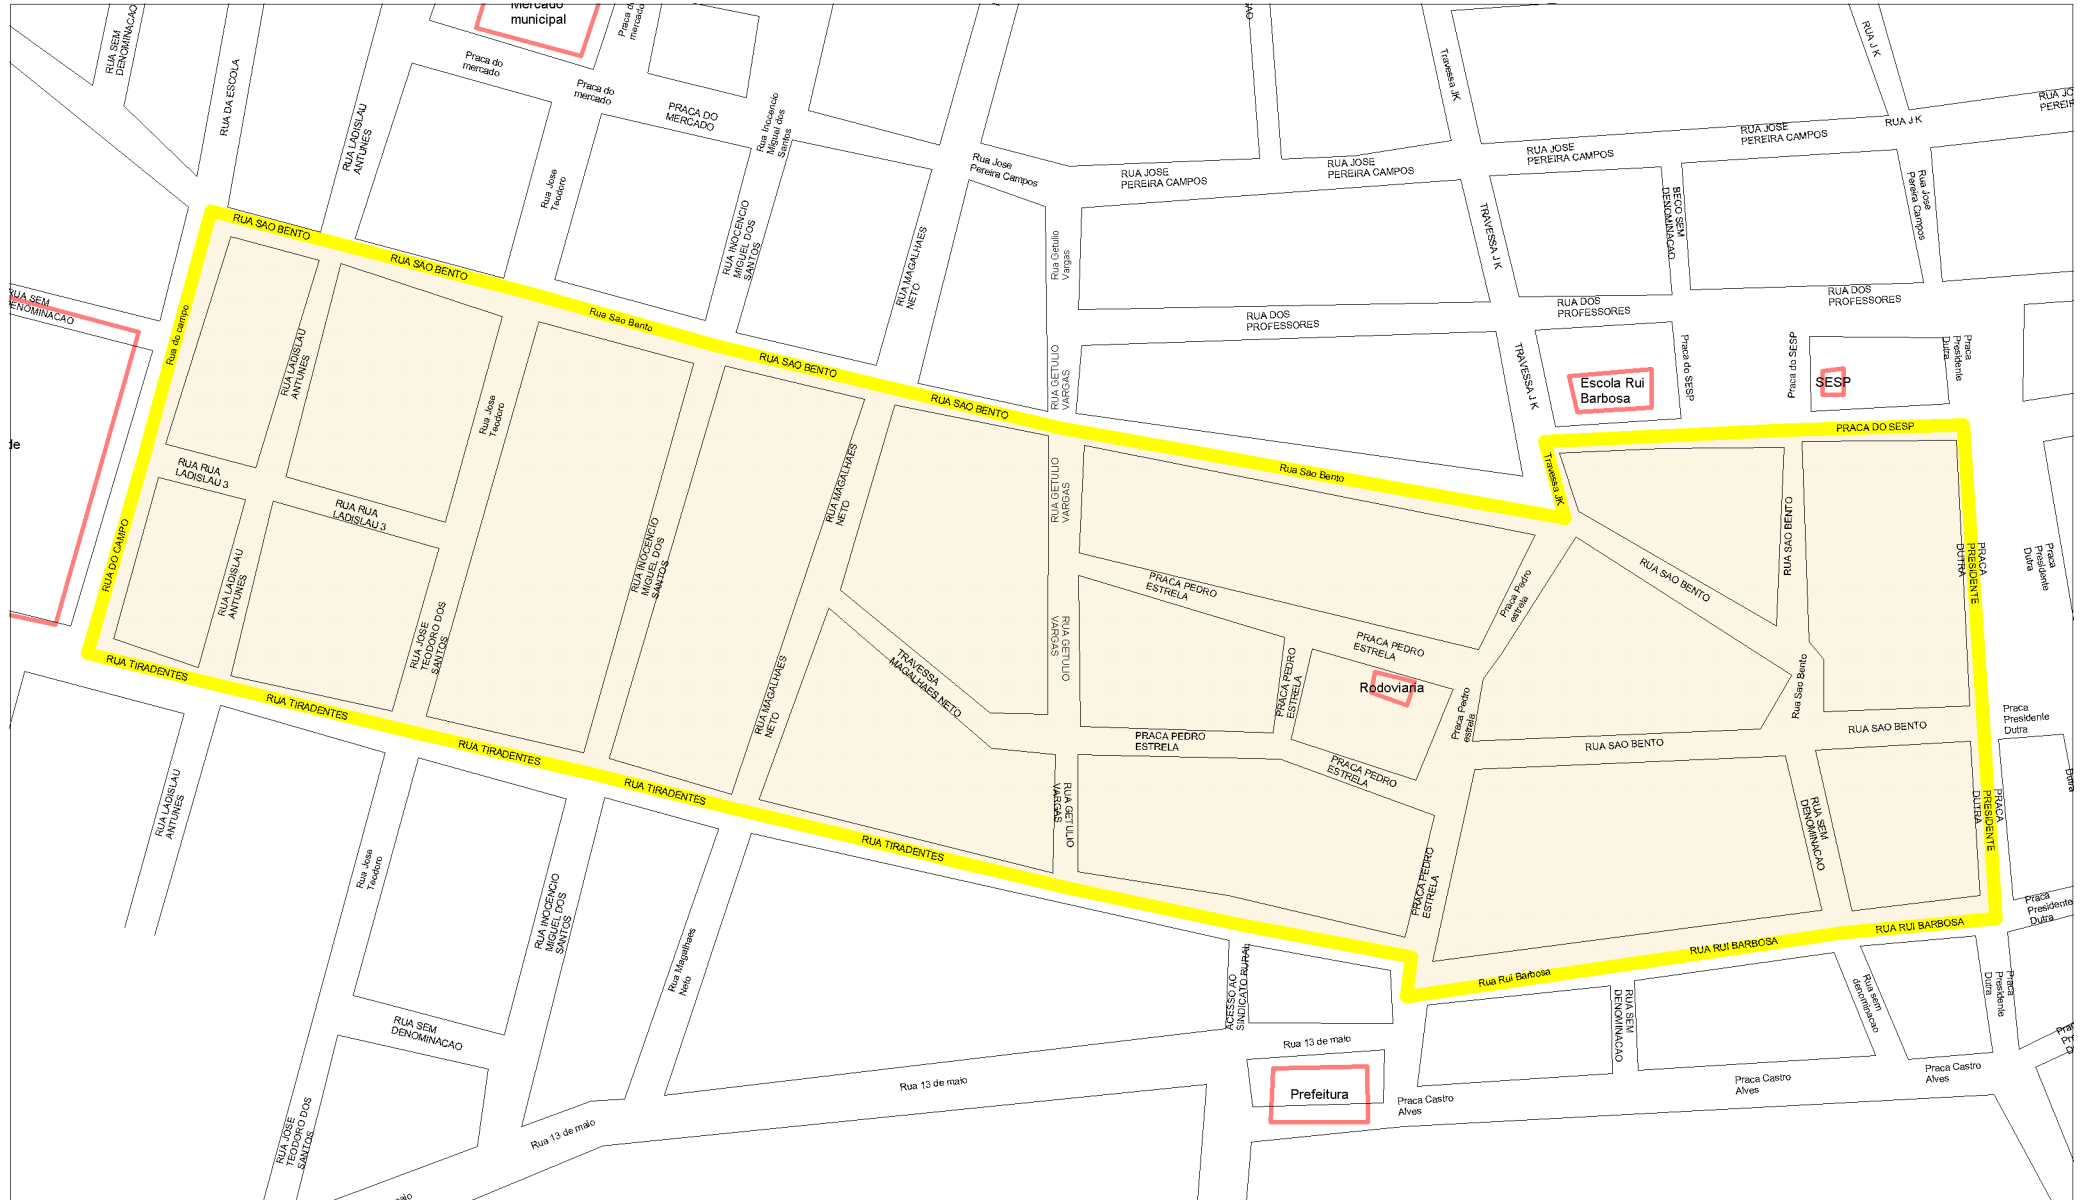 Mercado
municipal
Praca do
mercado
RUA SEM
DENOMINACAO
RUA DA ESCOLA
RUA LADISLAU
ANTUNES
Praca do
mercado
Praca do
mercado
PRACA DO
MERCADO
Rua Inocencio
Miguel dos
Santos
Rua Jose
Teodoro
Rua Jose
Pereira Campos
RUA JOSE
PEREIRA CAMPOS
RUA JOSE
PEREIRA CAMPOS
RUA JOSE
PEREIRA CAMPOS
RUA JOSE
PEREIRA CAMPOS
Travessa JK
RUA J K
RUA J K
RUA JO
PEREIR
RUA SAO BENTO
RUA SAO BENTO
Rua Sao Bento
RUA SAO BENTO
RUA SAO BENTO
Rua Sao Bento
RUA INOCENCIO
MIGUEL DOS
SANTOS
RUA MAGALHAES
NETO
Rua Getulio
Vargas
TRAVESSA J K
BECO SEM
DENOMINACAO
Rua Jose
Pereira Campos
RUA DOS
PROFESSORES
RUA DOS
PROFESSORES
RUA DOS
PROFESSORES
RUA SEM
DENOMINACAO
Rua do campo
RUA LADISLAU
ANTUNES
Rua Jose
Teodoro
RUA GETULIO
VARGAS
TRAVESSA J K
Escola Rui
Barbosa
Praca do SESP
Praca do SESP
SESP
Praca
Presidente
Dutra
PRACA DO SESP
Travessa JK
de
RUA RUA
LADISLAU 3
RUA RUA
LADISLAU 3
RUA DO CAMPO
RUA LADISLAU
ANTUNES
RUA JOSE
TEODORO DOS
SANTOS
RUA INOCENCIO
MIGUEL DOS
SANTOS
RUA MAGALHAES
NETO
RUA GETULIO
VARGAS
RUA GETULIO
VARGAS
PRACA PEDRO
ESTRELA
Praca Pedro
estrela
RUA SAO BENTO
RUA SAO BENTO
PRACA
PRESIDENTE
DUTRA
Praca
Presidente
Dutra
PRACA PEDRO
ESTRELA
Rodoviaria
PRACA PEDRO
ESTRELA
Praca Pedro
estrela
Rua Sao Bento
TRAVESSA
MAGALHAES NETO
RUA MAGALHAES
NETO
PRACA PEDRO
ESTRELA
PRACA PEDRO
ESTRELA
RUA SAO BENTO
RUA SAO BENTO
Praca
Presidente
Dutra
RUA TIRADENTES
RUA TIRADENTES
RUA TIRADENTES
RUA TIRADENTES
RUA TIRADENTES
RUA GETULIO
VARGAS
PRACA PEDRO
ESTRELA
RUA SEM
DENOMINACAO
PRACA
PRESIDENTE
DUTRA
Dutra
RUA LADISLAU
ANTUNES
Rua Jose
Teodoro
RUA INOCENCIO
MIGUEL DOS
SANTOS
Rua Magalhaes
Neto
ACESSO AO
SINDICATO RURAL
Rua Rui Barbosa
RUA RUI BARBOSA
RUA RUI BARBOSA
Praca
Presidente
Dutra
RUA SEM
DENOMINACAO
Rua sem
denominacao
Praca
Presidente
Dutra
RUA SEM
DENOMINACAO
Rua 13 de maio
Rua 13 de maio
Rua 13 de maio
Prefeitura
Praca Castro
Alves
Praca Castro
Alves
Praca Castro
Alves
RUA JOSE
TEODORO DOS
SANTOS